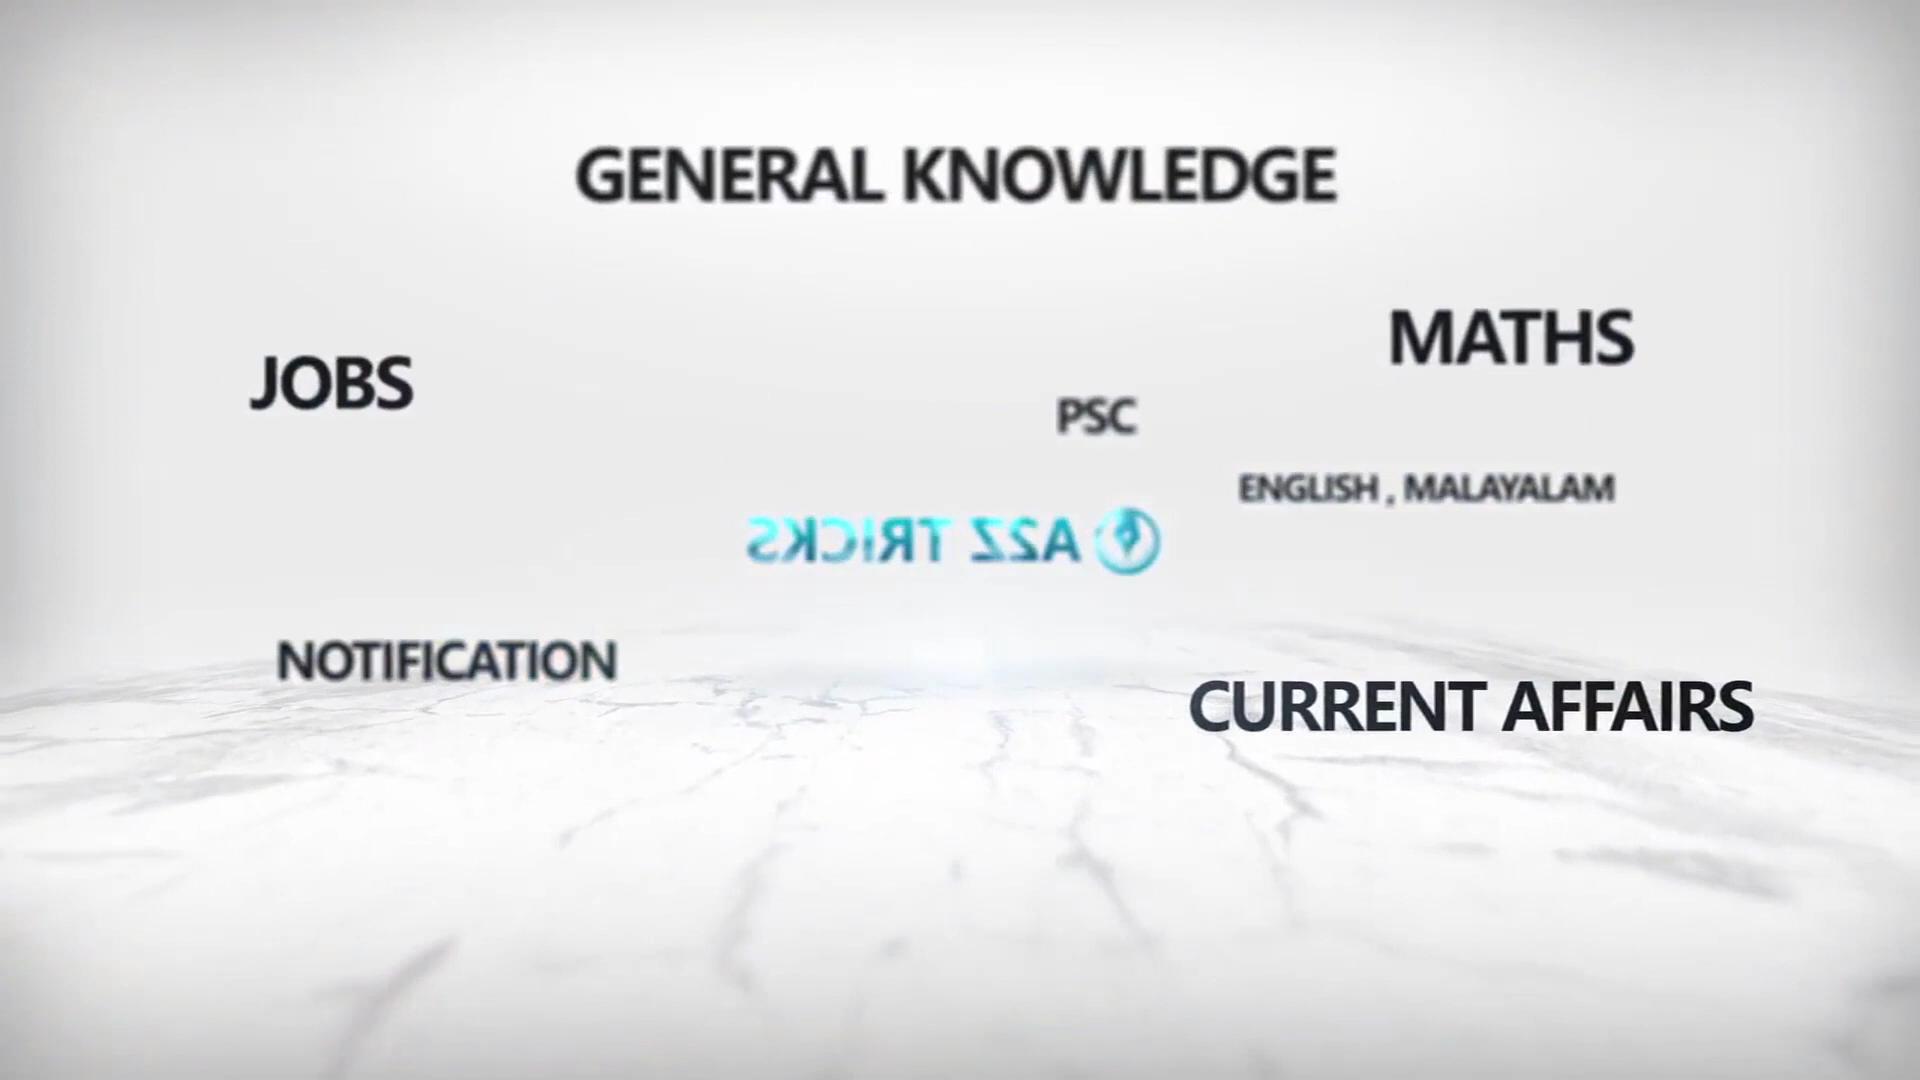 GENERAL KNOWLEDGE
MATHS
JOBS
PSC
ENGLISH , MALAYALAM
A2Z TRICKS
NOTIFICATION
CURRENT AFFAIRS